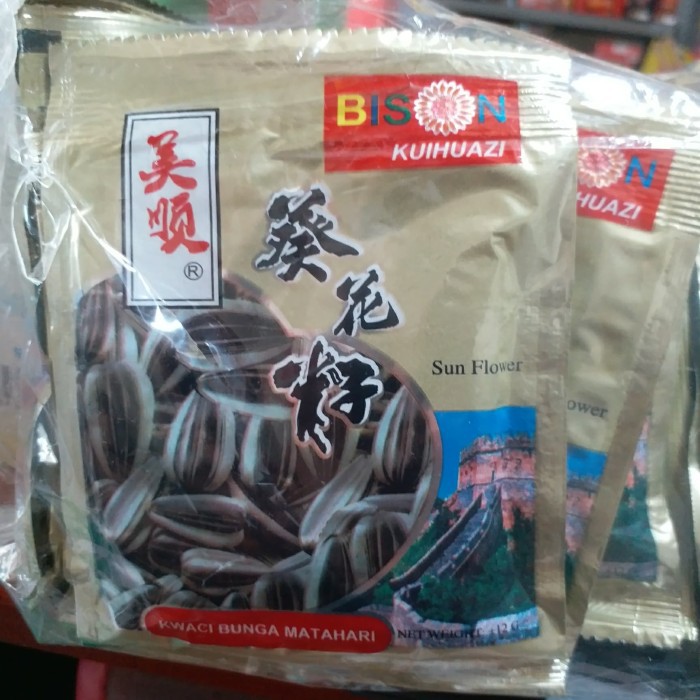 BISON
KUIHUAZI
美顺
®
葵花籽
Sun Flower
KWACI BUNGA MATAHARI
NET WEIGHT
N
HUAZI
ower